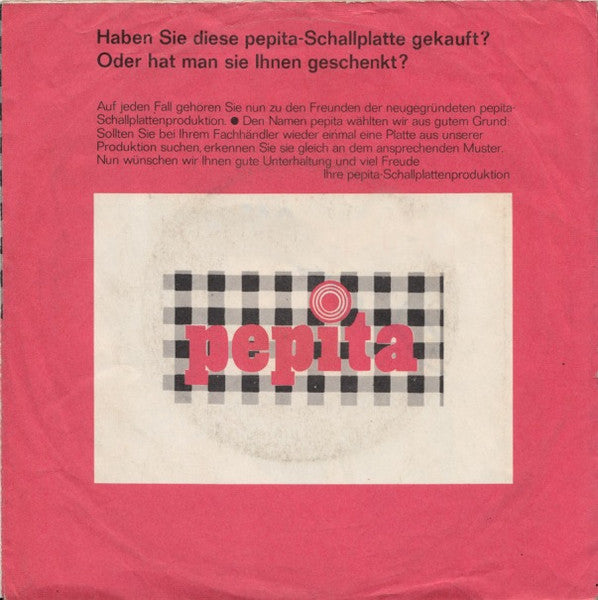 Haben Sie diese pepita-Schallplatte gekauft?
Oder hat man sie Ihnen geschenkt?
Auf jeden Fall gehoren Sie nun zu den Freunden der neugegründeten pepita-
Schallplattenproduktion. ● Den Namen pepita wählten wir aus gutem Grund:
Sollten Sie bei Ihrem Fachhändler wieder einmal eine Platte aus unserer
Produktion suchen, erkennen Sie sie gleich an dem ansprechenden Muster.
Nun wünschen wir Ihnen gute Unterhaltung und viel Freude
Ihre pepita-Schallplattenproduktion
pepita